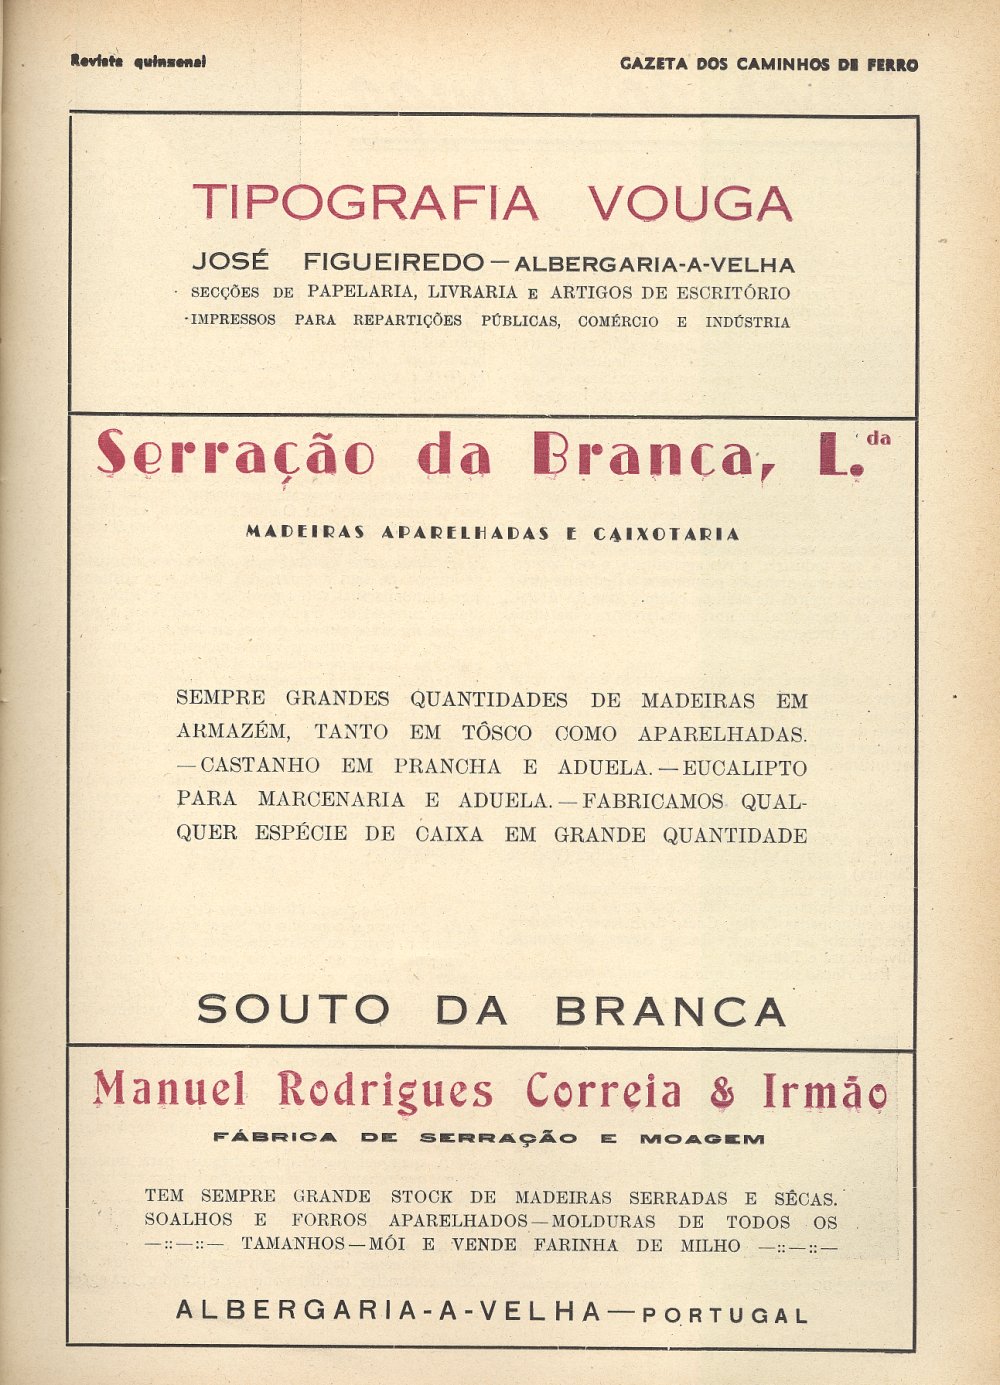 Revista quinzenal
GAZETA DOS CAMINHOS DE FERRO
TIPOGRAFIA VOUGA
JOSÉ FIGUEIREDO — ALBERGARIA-A-VELHA
SECÇÕES DE PAPELARIA, LIVRARIA E ARTIGOS DE ESCRITÓRIO
IMPRESSOS PARA REPARTIÇÕES PÚBLICAS, COMÉRCIO E INDÚSTRIA
Serração da Branca, L.da
MADEIRAS APARELHADAS E CAIXOTARIA
SEMPRE GRANDES QUANTIDADES DE MADEIRAS EM
ARMAZÉM, TANTO EM TÔSCO COMO APARELHADAS.
— CASTANHO EM PRANCHA E ADUELA. — EUCALIPTO
PARA MARCENARIA E ADUELA. — FABRICAMOS QUAL-
QUER ESPÉCIE DE CAIXA EM GRANDE QUANTIDADE
SOUTO DA BRANCA
Manuel Rodrigues Correia & Irmão
FÁBRICA DE SERRAÇÃO E MOAGEM
TEM SEMPRE GRANDE STOCK DE MADEIRAS SERRADAS E SÊCAS.
SOALHOS E FORROS APARELHADOS — MOLDURAS DE TODOS OS
—::—::— TAMANHOS — MÓI E VENDE FARINHA DE MILHO —::—::—
ALBERGARIA-A-VELHA — PORTUGAL